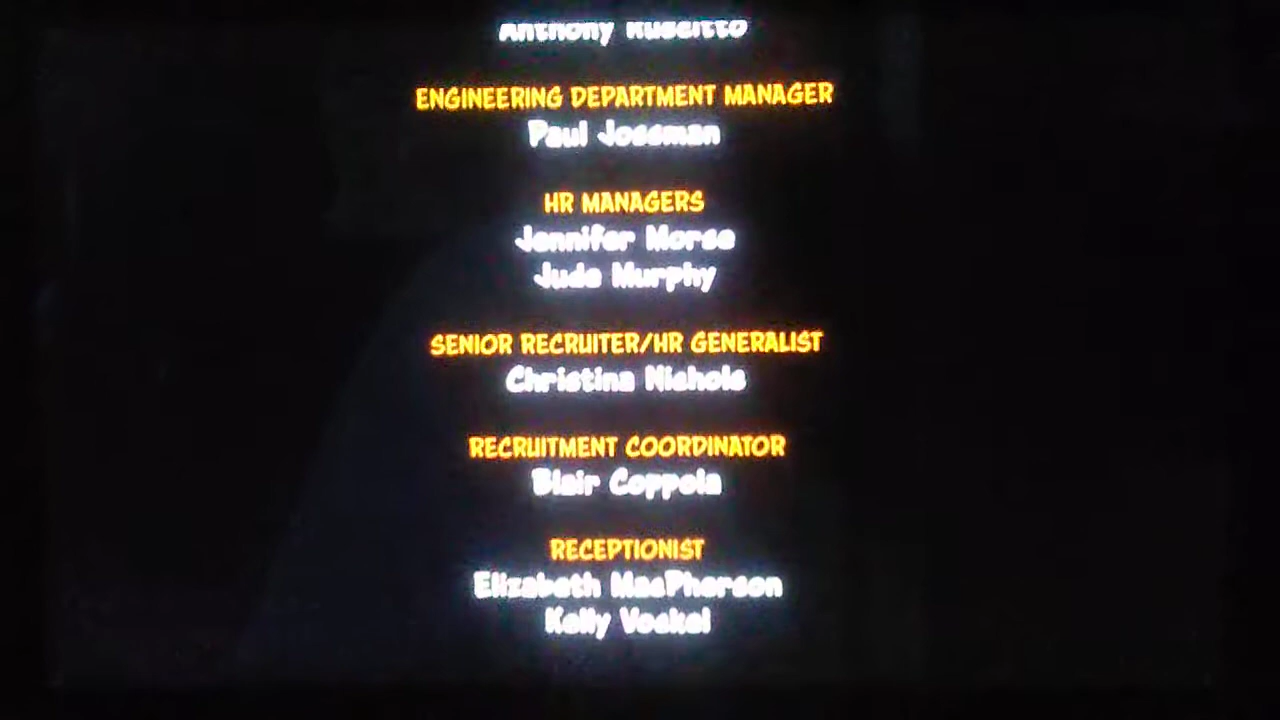 Anthony
ENGINEERING DEPARTMENT MANAGER
Paul Jossman
HR MANAGERS
Jennifer Morse
Jude Murphy
SENIOR RECRUITER/HR GENERALIST
Christina Nichols
RECRUITMENT COORDINATOR
Blair Coppola
RECEPTIONIST
Elizabeth MacPherson
Kelly